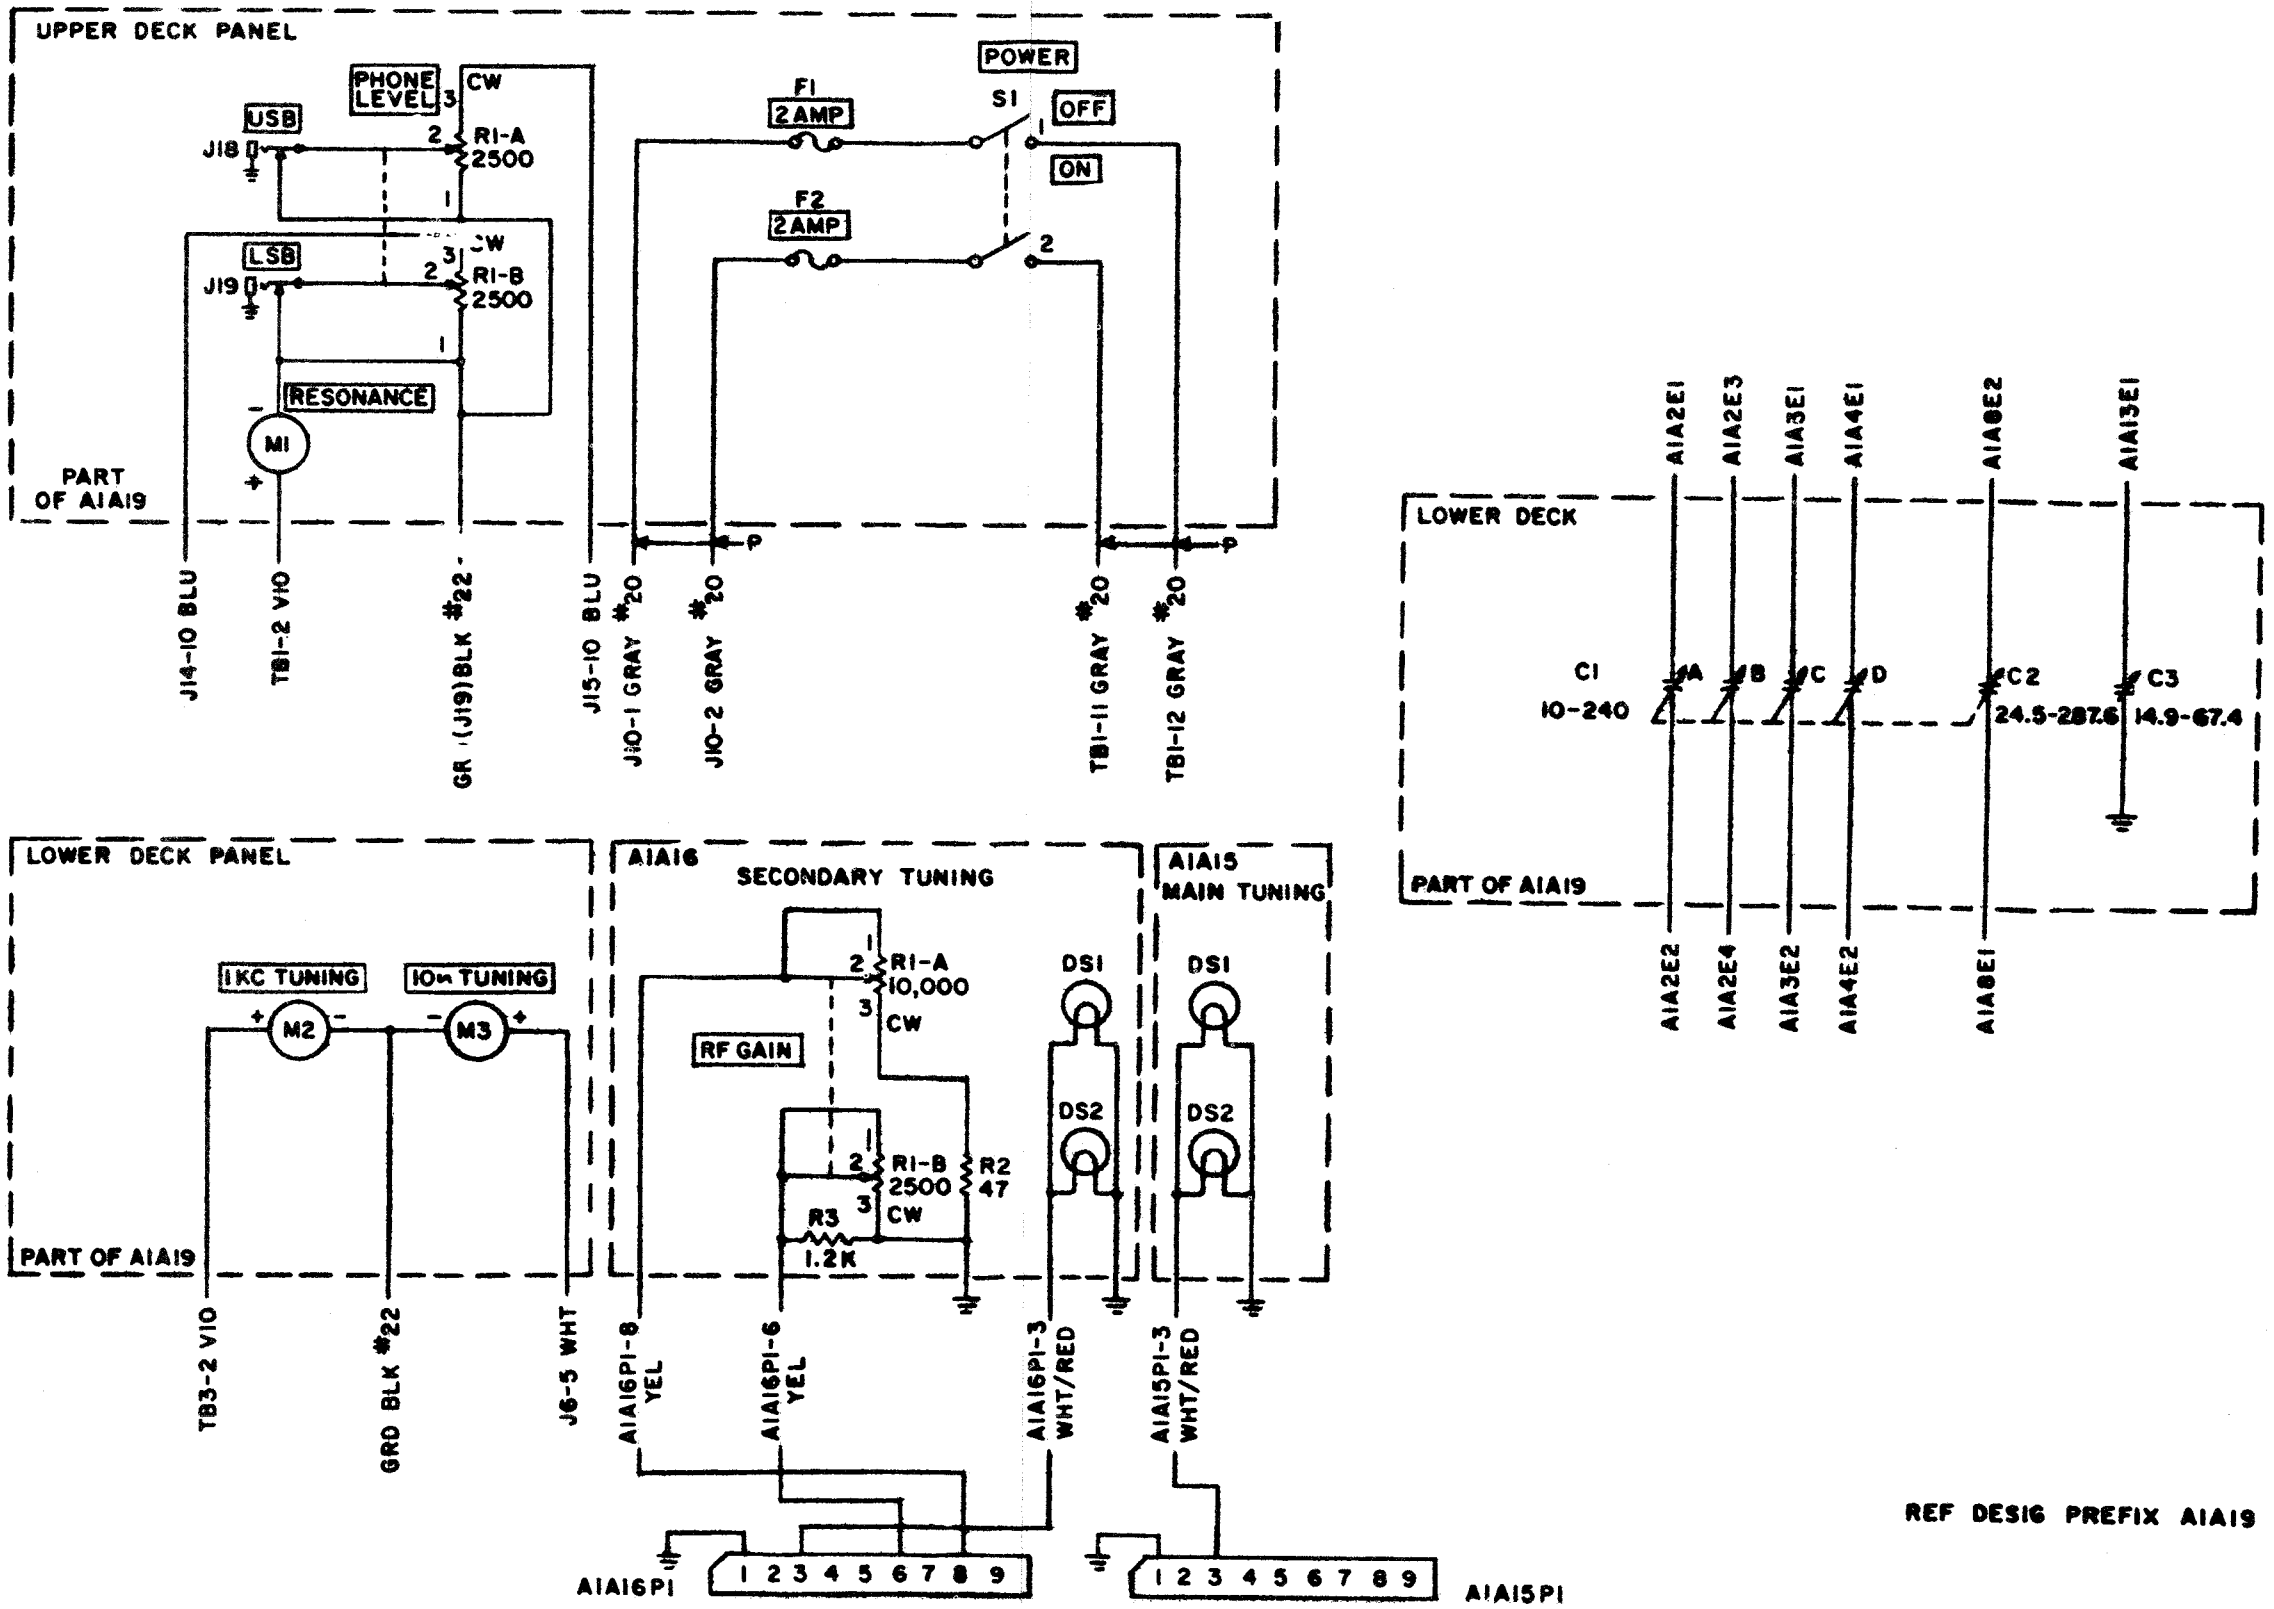 UPPER DECK PANEL
PHONE
LEVEL
3
CW
USB
J18
2
R1-A
2500
1
CW
3
LSB
J19
2
R1-B
2500
1
RESONANCE
-
M1
+
PART
OF A1A19
F1
2 AMP
POWER
S1
OFF
1
ON
F2
2 AMP
2
P
P
J14-10 BLU
TB1-2 VIO
GR (J19) BLK #22
J15-10 BLU
J10-1 GRAY #20
J10-2 GRAY #20
TB1-11 GRAY #20
TB1-12 GRAY #20
A1A2E1
A1A2E3
A1A3E1
A1A4E1
A1A8E2
A1A13E1
LOWER DECK
C1
10-240
A
B
C
D
C2
24.5-287.6
C3
14.9-67.4
PART OF A1A19
A1A2E2
A1A2E4
A1A3E2
A1A4E2
A1A8E1
LOWER DECK PANEL
1KC TUNING
+ M2 -
TUNING
- M3 +
PART OF A1A19
TB3-2 VIO
GRD BLK #22
J6-5 WHT
A1A16
SECONDARY TUNING
1
2
R1-A
10,000
3
CW
RF GAIN
1
2
R1-B
2500
3
CW
R2
47
R3
1.2K
DS1
DS2
A1A16P1-8
YEL
A1A16P1-6
YEL
A1A16P1-3
WHT/RED
A1A15
MAIN TUNING
DS1
DS2
A1A15P1-3
WHT/RED
A1A16P1
1 2 3 4 5 6 7 8 9
1 2 3 4 5 6 7 8 9
A1A15P1
REF DESIG PREFIX A1A19